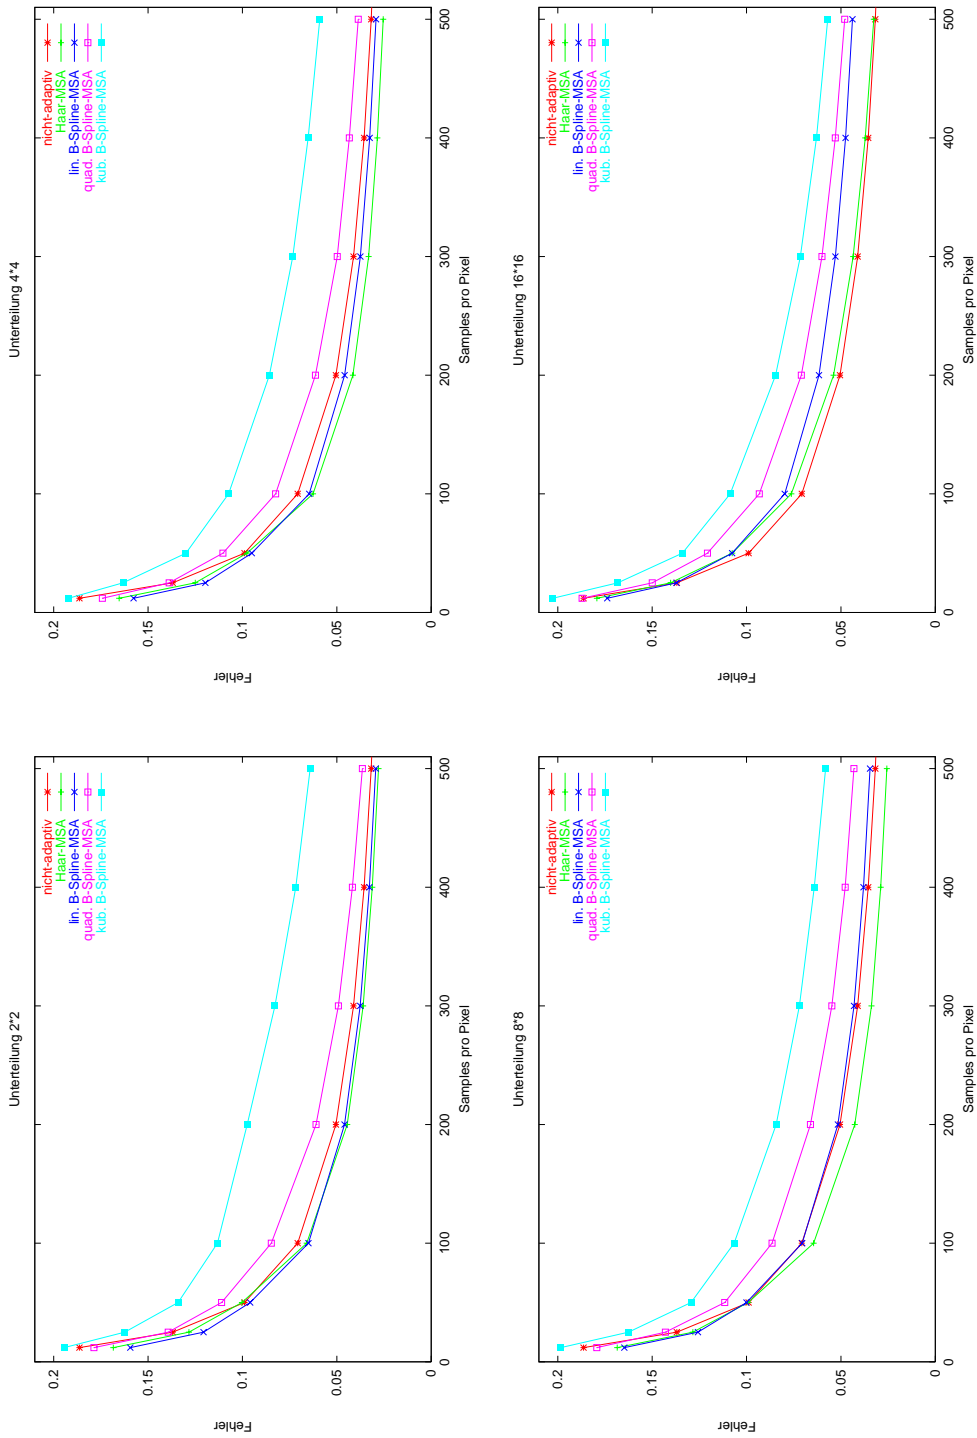 Unterteilung 2*2
nicht-adaptiv
Haar-MSA
lin. B-Spline-MSA
quad. B-Spline-MSA
kub. B-Spline-MSA
Fehler
0.2
0.15
0.1
0.05
0
0 100 200 300 400 500
Samples pro Pixel
Unterteilung 4*4
nicht-adaptiv
Haar-MSA
lin. B-Spline-MSA
quad. B-Spline-MSA
kub. B-Spline-MSA
Fehler
0.2
0.15
0.1
0.05
0
0 100 200 300 400 500
Samples pro Pixel
Unterteilung 8*8
nicht-adaptiv
Haar-MSA
lin. B-Spline-MSA
quad. B-Spline-MSA
kub. B-Spline-MSA
Fehler
0.2
0.15
0.1
0.05
0
0 100 200 300 400 500
Samples pro Pixel
Unterteilung 16*16
nicht-adaptiv
Haar-MSA
lin. B-Spline-MSA
quad. B-Spline-MSA
kub. B-Spline-MSA
Fehler
0.2
0.15
0.1
0.05
0
0 100 200 300 400 500
Samples pro Pixel